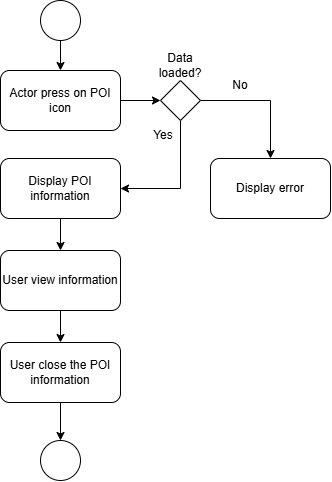 Data
loaded?
Actor press on POI
icon
No
Yes
Display POI
information
Display error
User view information
User close the POI
information